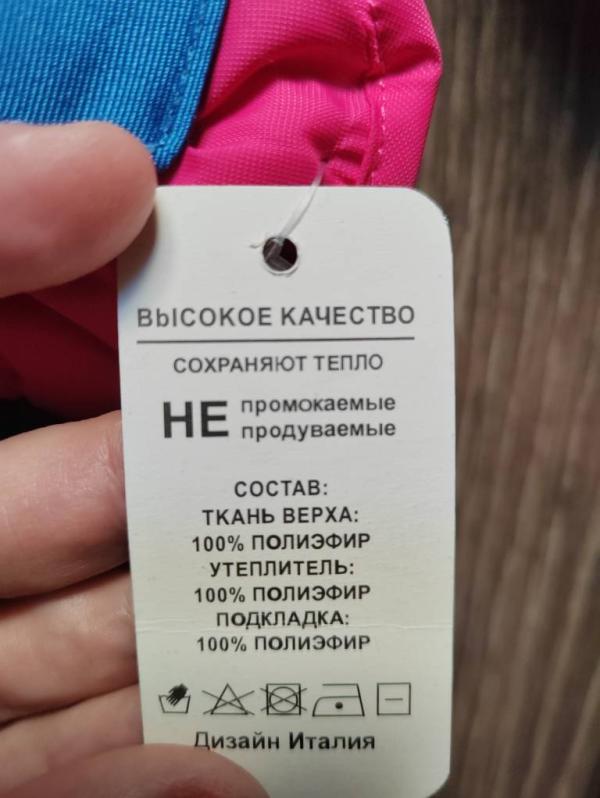 ВЫСОКОЕ КАЧЕСТВО
СОХРАНЯЮТ ТЕПЛО
НЕ промокаемые
продуваемые
СОСТАВ:
ТКАНЬ ВЕРХА:
100% ПОЛИЭФИР
УТЕПЛИТЕЛЬ:
100% ПОЛИЭФИР
ПОДКЛАДКА:
100% ПОЛИЭФИР
Дизайн Италия